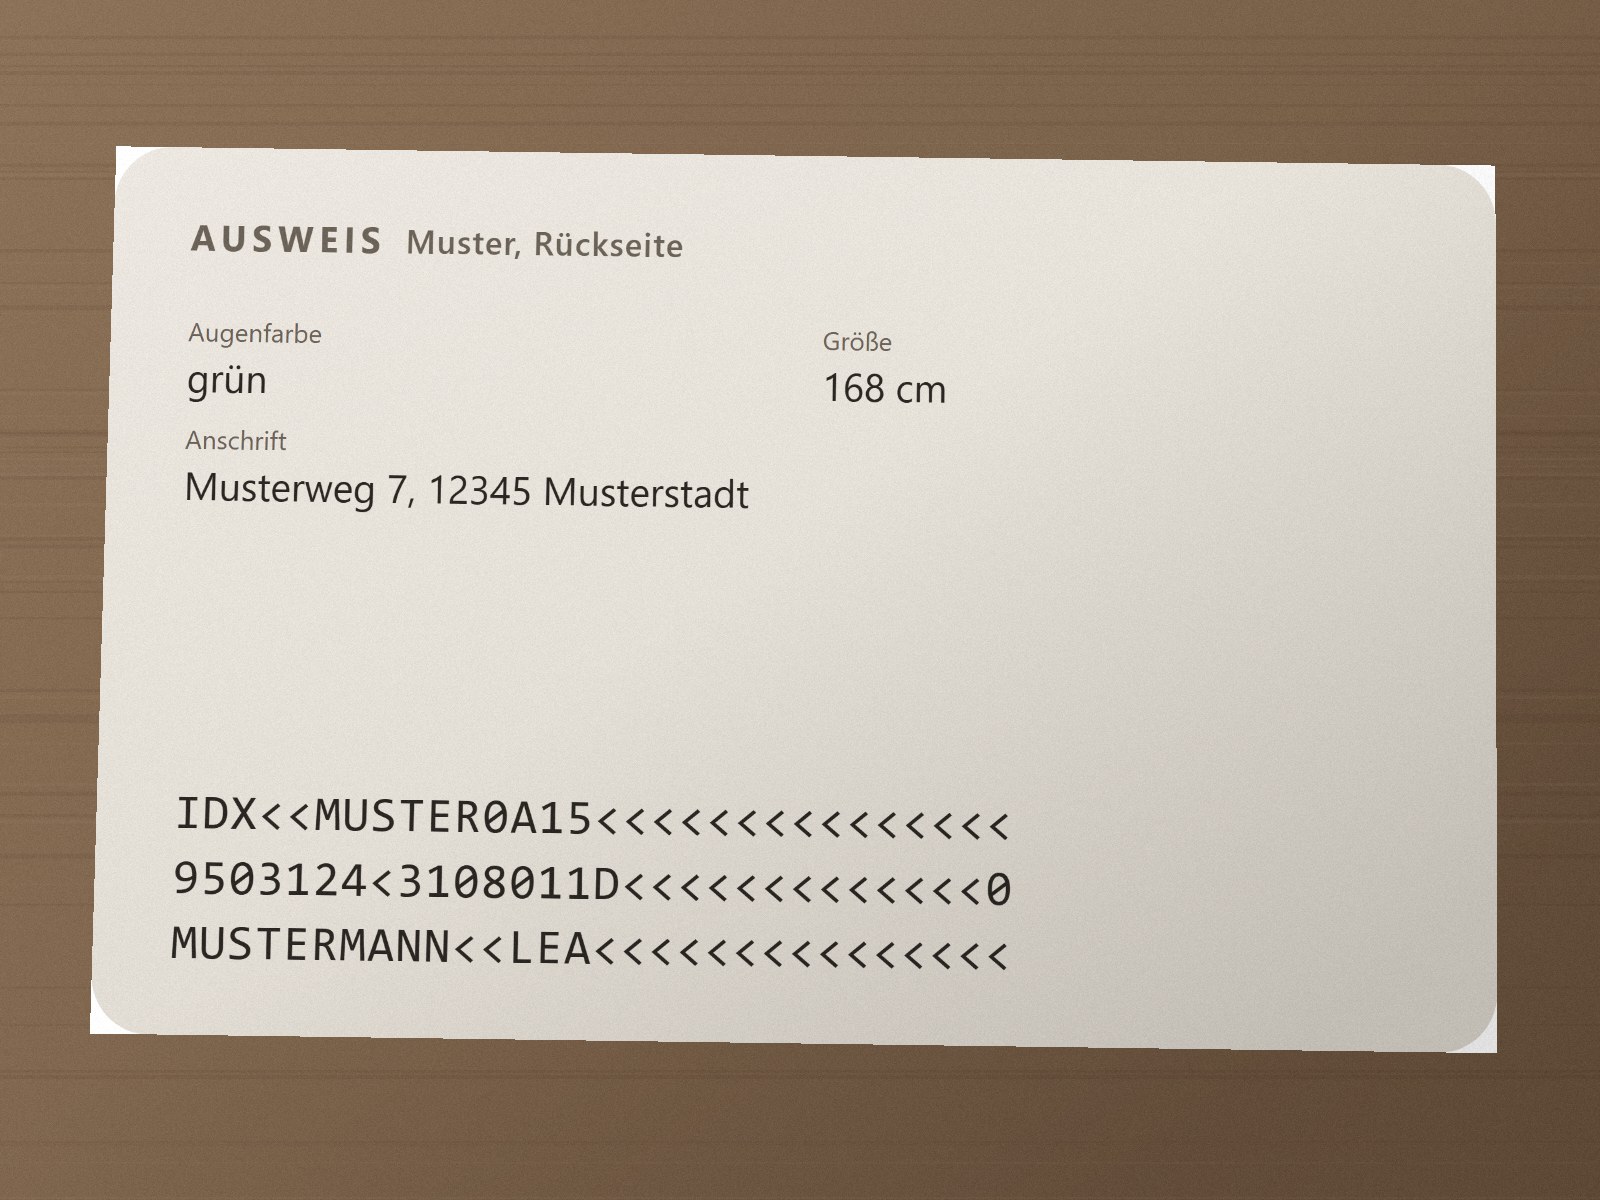 AUSWEIS Muster, Rückseite
Augenfarbe
grün
Größe
168 cm
Anschrift
Musterweg 7, 12345 Musterstadt
IDX<<MUSTER0A15<<<<<<<<<<<<<<<
9503124<3108011D<<<<<<<<<<<<<0
MUSTERMANN<<LEA<<<<<<<<<<<<<<<